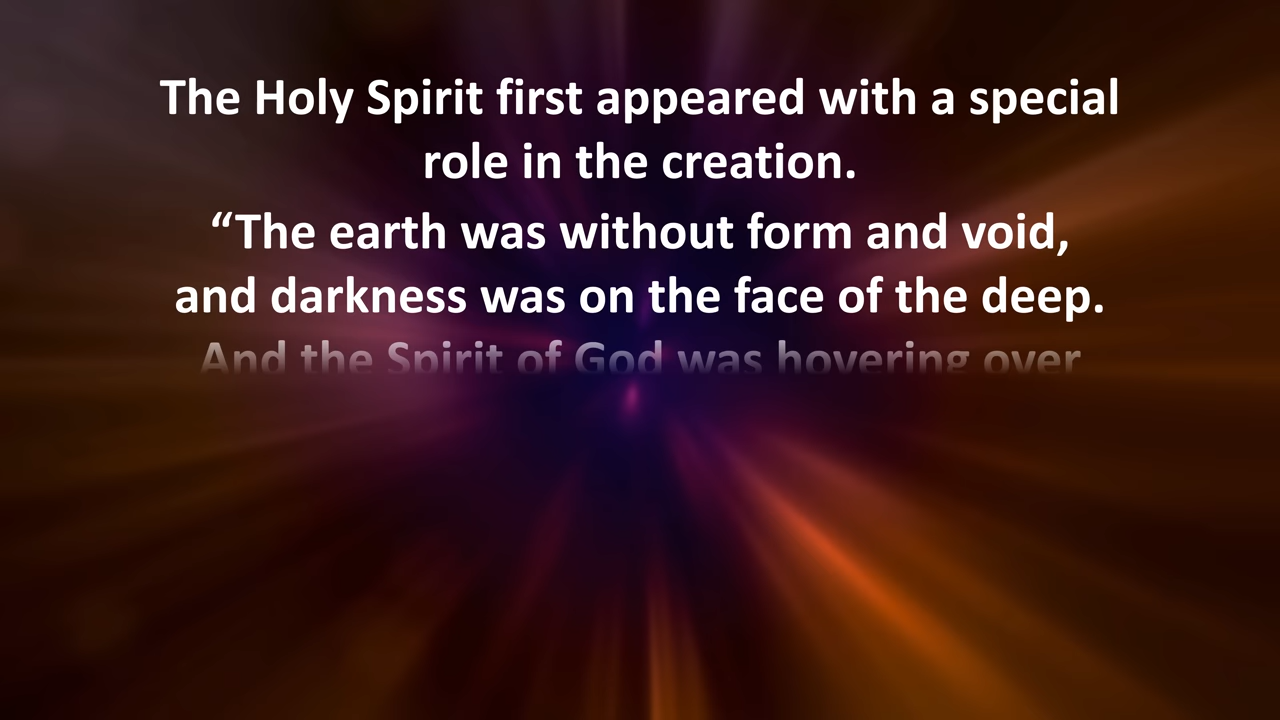 The Holy Spirit first appeared with a special
role in the creation.
“The earth was without form and void,
and darkness was on the face of the deep.
And the Spirit of God was hovering over